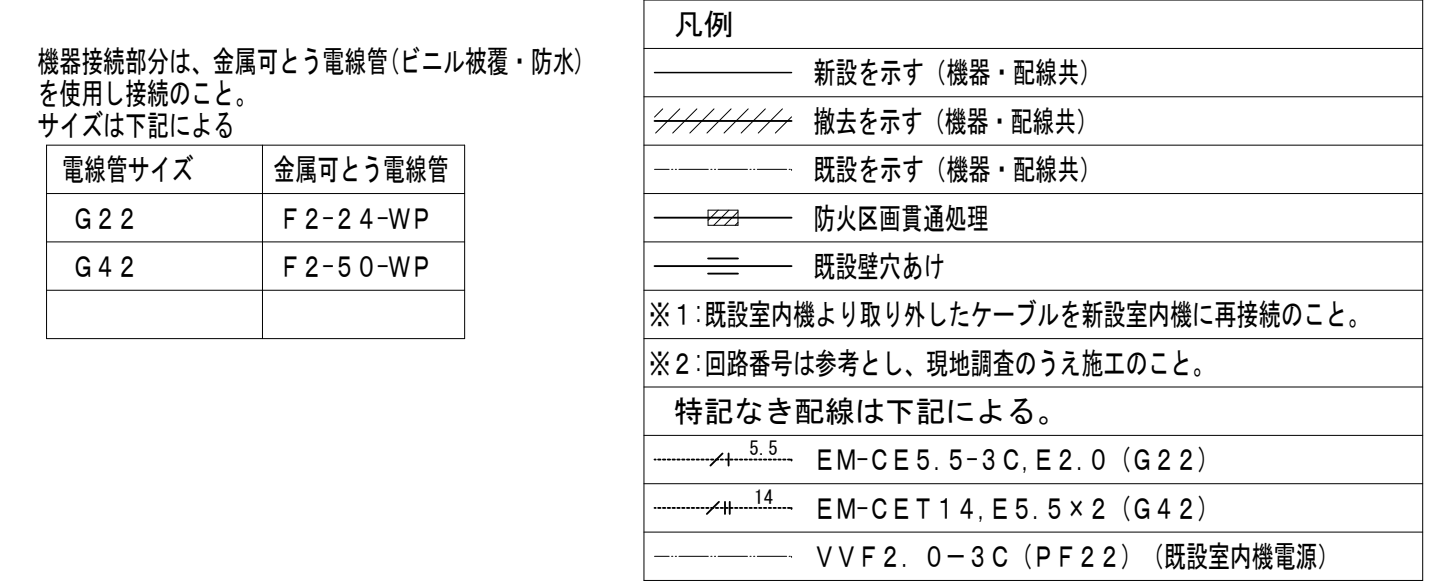 機器接続部分は、金属可とう電線管(ビニル被覆・防水)
を使用し接続のこと。
サイズは下記による
電線管サイズ 金属可とう電線管
G22 F2-24-WP
G42 F2-50-WP
凡例
新設を示す（機器・配線共）
撤去を示す（機器・配線共）
既設を示す（機器・配線共）
防火区画貫通処理
既設壁穴あけ
※1:既設室内機より取り外したケーブルを新設室内機に再接続のこと。
※2:回路番号は参考とし、現地調査のうえ施工のこと。
特記なき配線は下記による。
5.5 EM-CE5.5-3C,E2.0（G22）
14 EM-CET14,E5.5×2（G42）
VVF2.0－3C（PF22）（既設室内機電源）